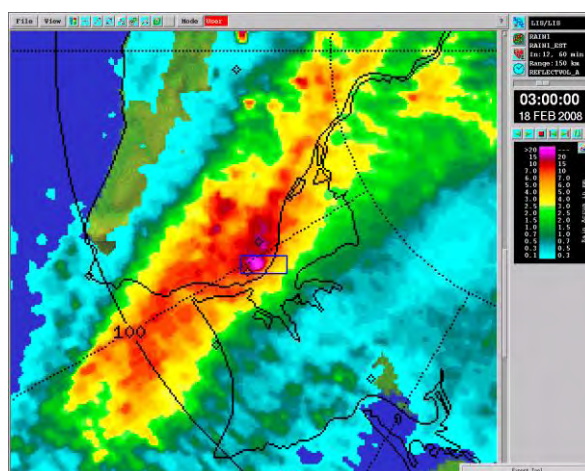 File View Mode User ?
LIS/LIS
RAIN1
RAIN1_EST
In:12, 60 min
Range:150 km
REFLECTVOL_A
03:00:00
18 FEB 2008
>20 ---
15 20
10 15
7.0 10
6.0 7.0
5.0 6.0
4.0 5.0
3.0 4.0
2.5 3.0
2.0 2.5
1.5 2.0
1.0 1.5
0.7 1.0
0.5 0.7
0.3 0.5
0.1 0.3
100